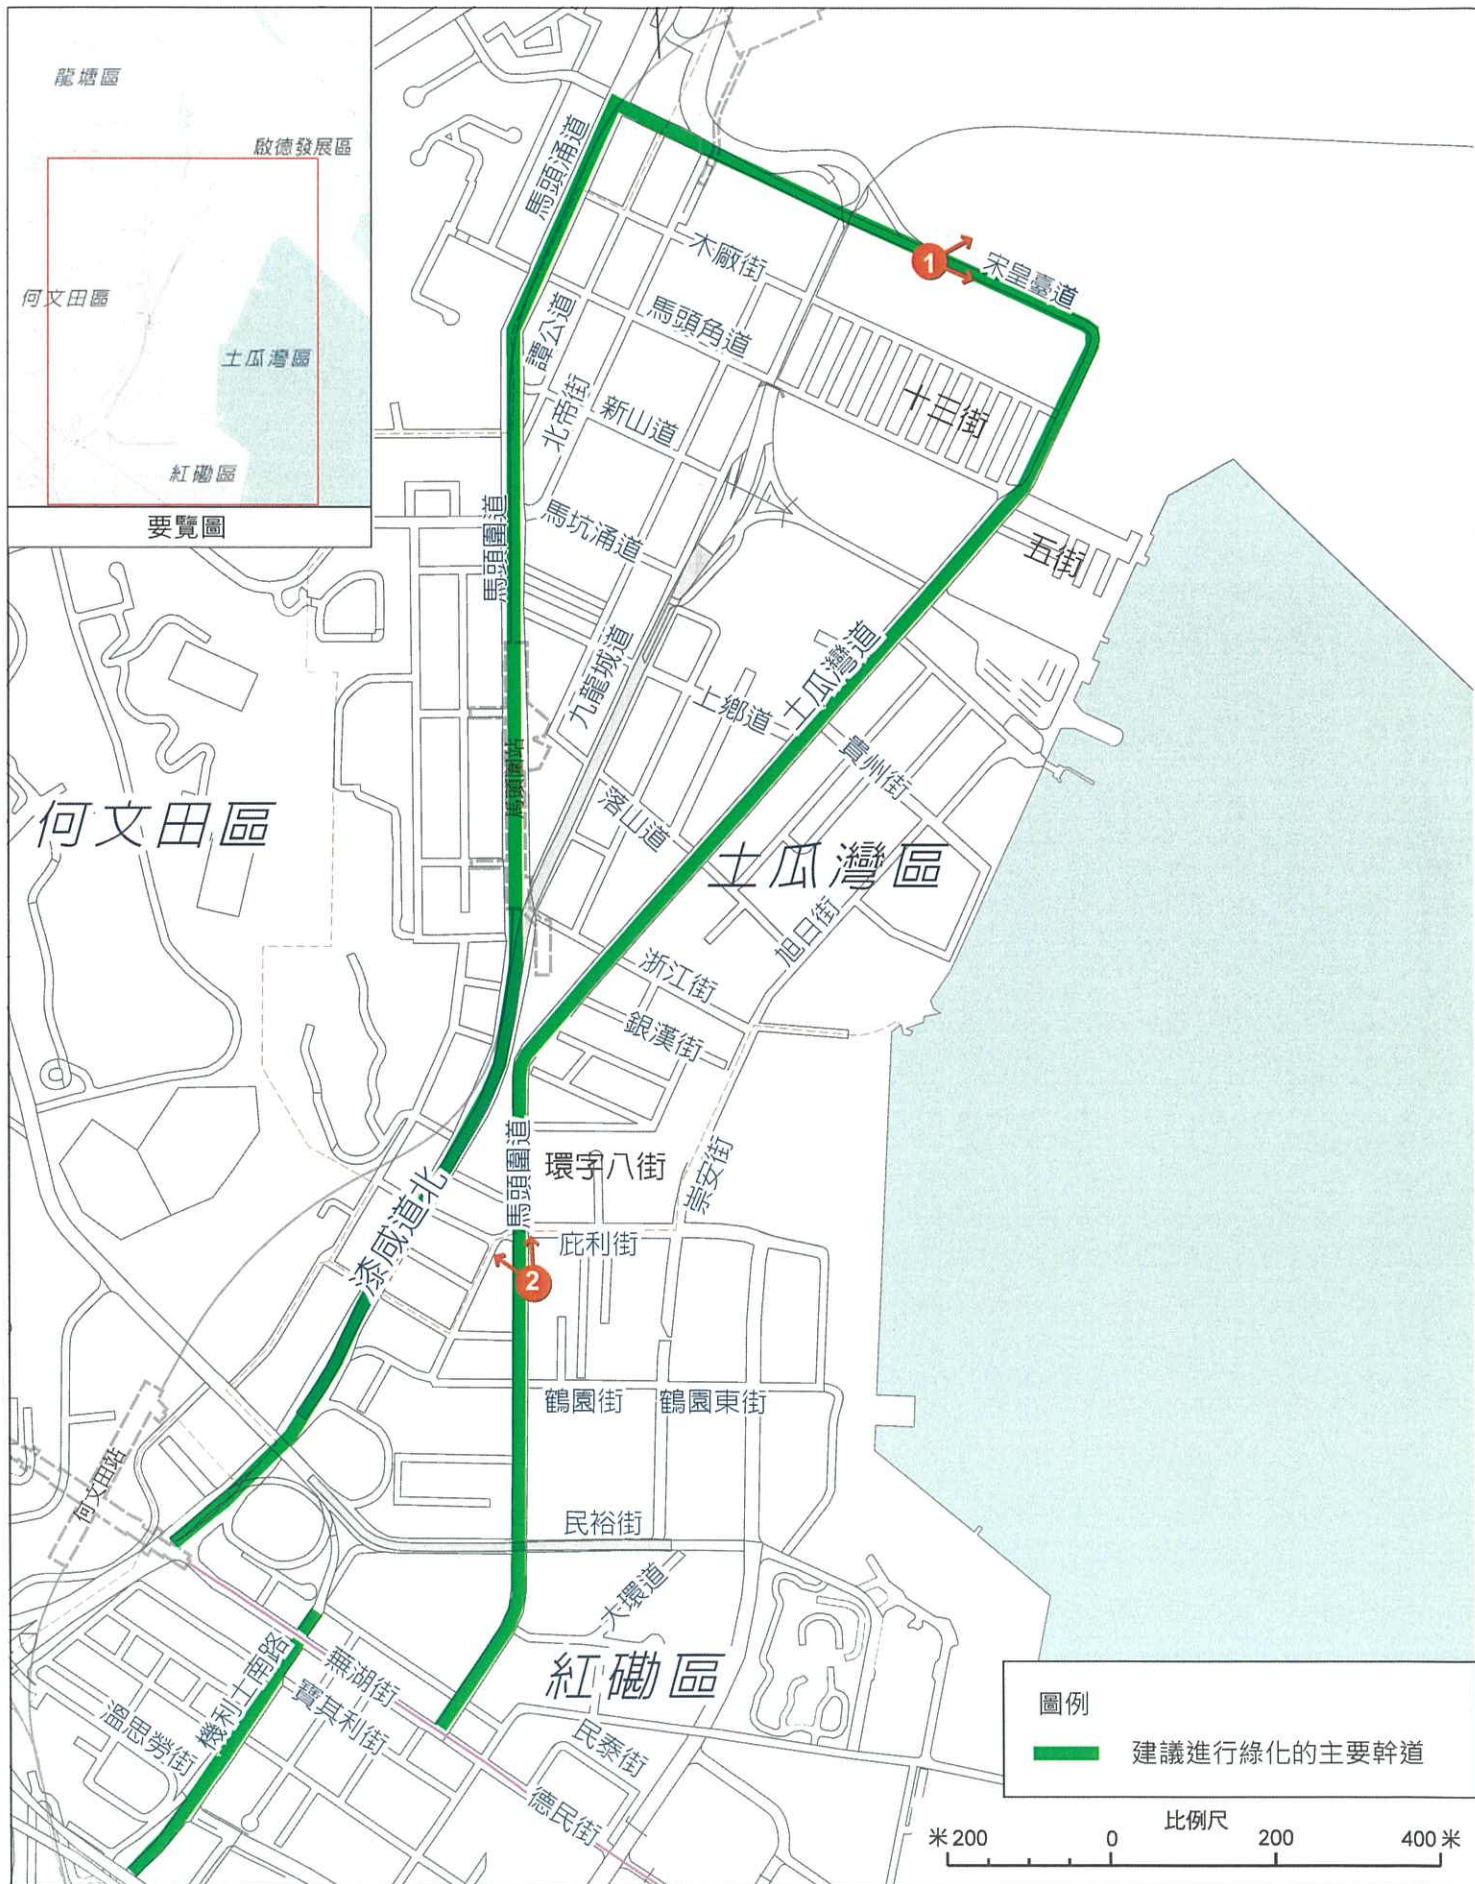 龍塘區
啟德發展區
何文田區
土瓜灣區
紅磡區
要覽圖
馬頭涌道
1
宋皇臺道
木廠街
馬頭角道
譚公道
北帝街
新山道
十三街
馬頭圍道
馬坑涌道
五街
九龍城道
土瓜灣道
上鄉道
貴州街
馬頭圍站
落山道
何文田區
土瓜灣區
旭日街
浙江街
銀漢街
馬頭圍道
環字八街
崇安街
漆咸道北
庇利街
2
鶴園街
鶴園東街
何文田站
民裕街
大環道
機利士南路
蕪湖街
寶其利街
溫思勞街
紅磡區
民泰街
德民街
圖例
建議進行綠化的主要幹道
比例尺
米 200 0 200 400 米